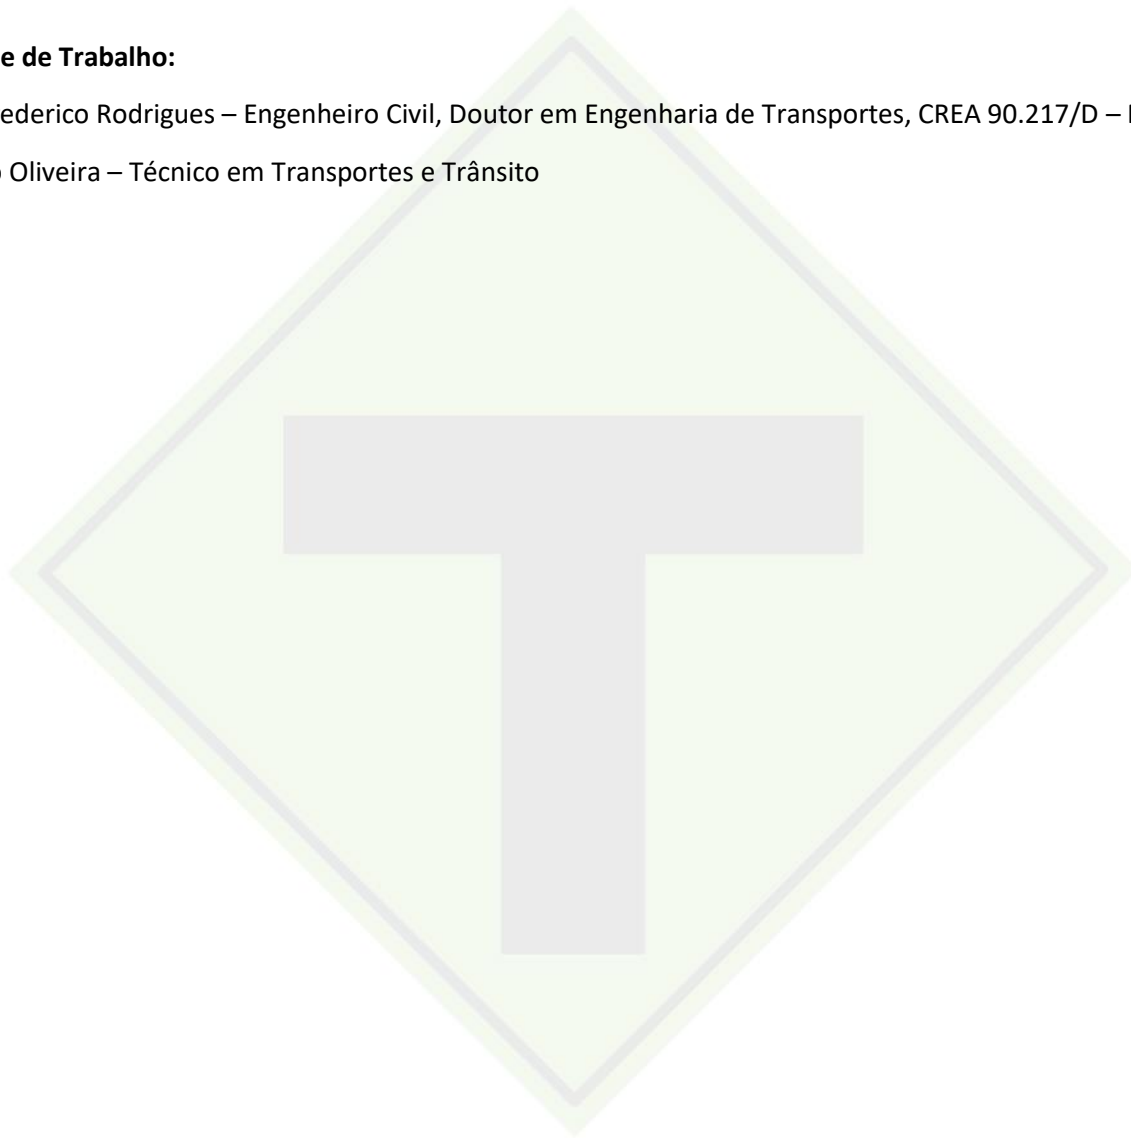 e de Trabalho:
ederico Rodrigues – Engenheiro Civil, Doutor em Engenharia de Transportes, CREA 90.217/D –
Oliveira – Técnico em Transportes e Trânsito